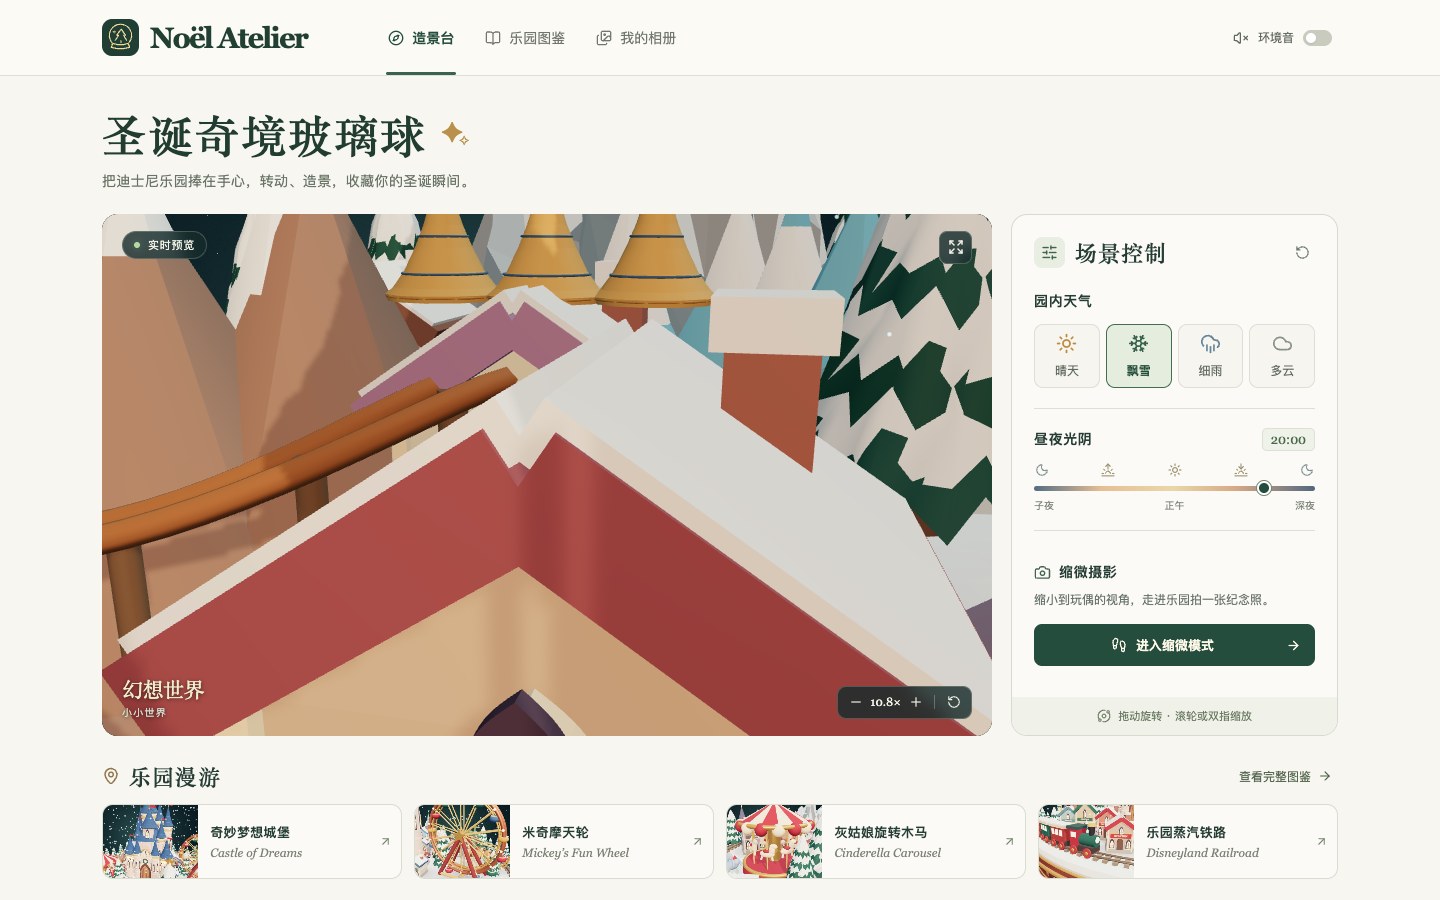 Noël Atelier
造景台
乐园图鉴
我的相册
环境音
圣诞奇境玻璃球
把迪士尼乐园捧在手心，转动、造景，收藏你的圣诞瞬间。
实时预览
幻想世界
小小世界
10.8×
场景控制
园内天气
晴天
飘雪
细雨
多云
昼夜光阴
20:00
子夜
正午
深夜
缩微摄影
缩小到玩偶的视角，走进乐园拍一张纪念照。
进入缩微模式
拖动旋转 · 滚轮或双指缩放
乐园漫游
查看完整图鉴
奇妙梦想城堡
Castle of Dreams
米奇摩天轮
Mickey's Fun Wheel
灰姑娘旋转木马
Cinderella Carousel
乐园蒸汽铁路
Disneyland Railroad